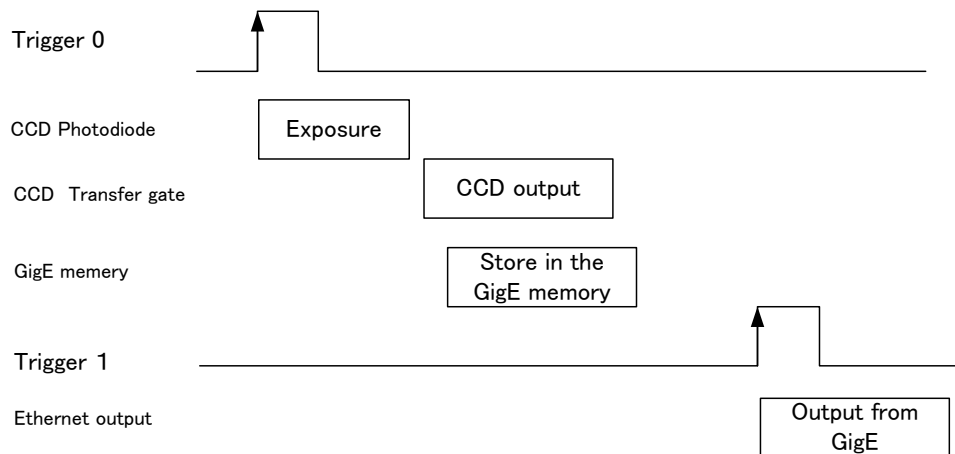 Trigger 0
CCD Photodiode
Exposure
CCD Transfer gate
CCD output
GigE memery
Store in the
GigE memory
Trigger 1
Ethernet output
Output from
GigE